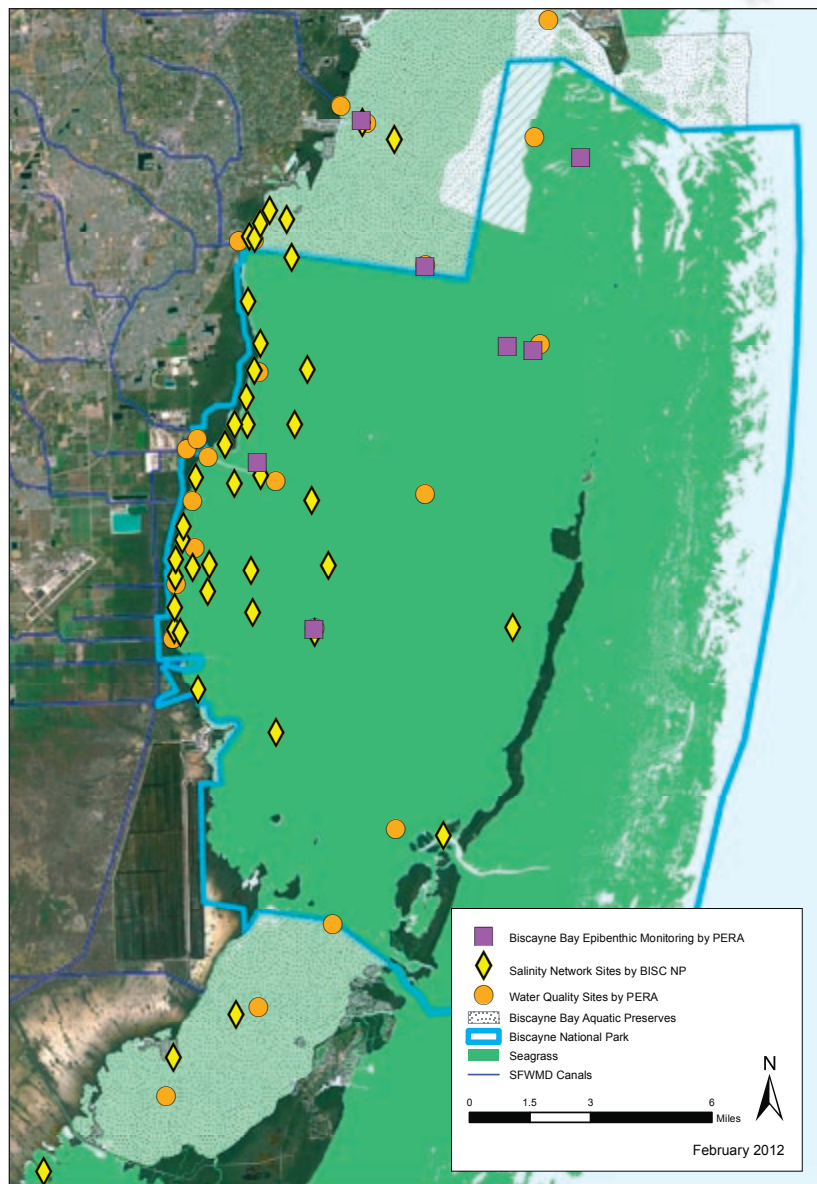 Biscayne Bay Epibenthic Monitoring by PERA
Salinity Network Sites by BISC NP
Water Quality Sites by PERA
Biscayne Bay Aquatic Preserves
Biscayne National Park
Seagrass
SFWMD Canals
N
0 1.5 3 6
Miles
February 2012